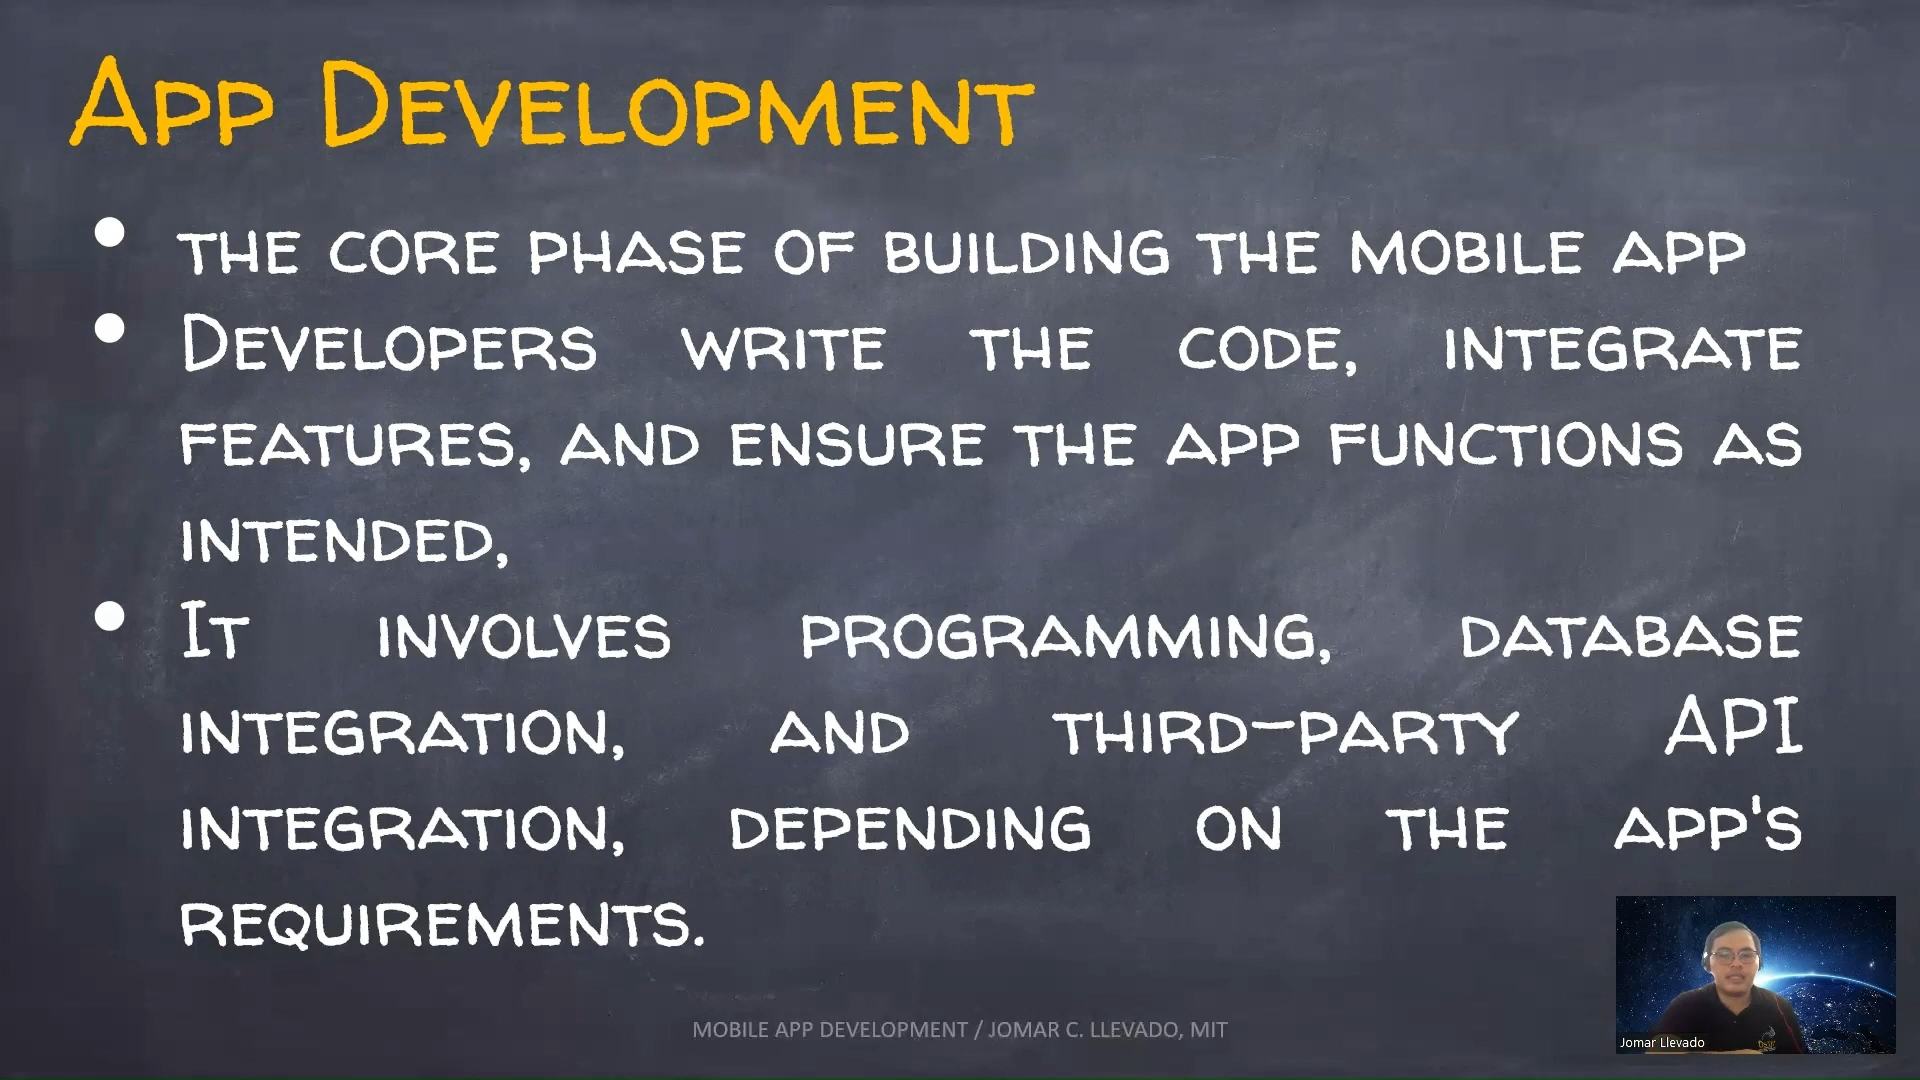 App Development
• the core phase of building the mobile app
• Developers write the code, integrate
features, and ensure the app functions as
intended,
• It involves programming, database
integration, and third-party API
integration, depending on the app's
requirements.
MOBILE APP DEVELOPMENT / JOMAR C. LLEVADO, MIT
Jomar Llevado